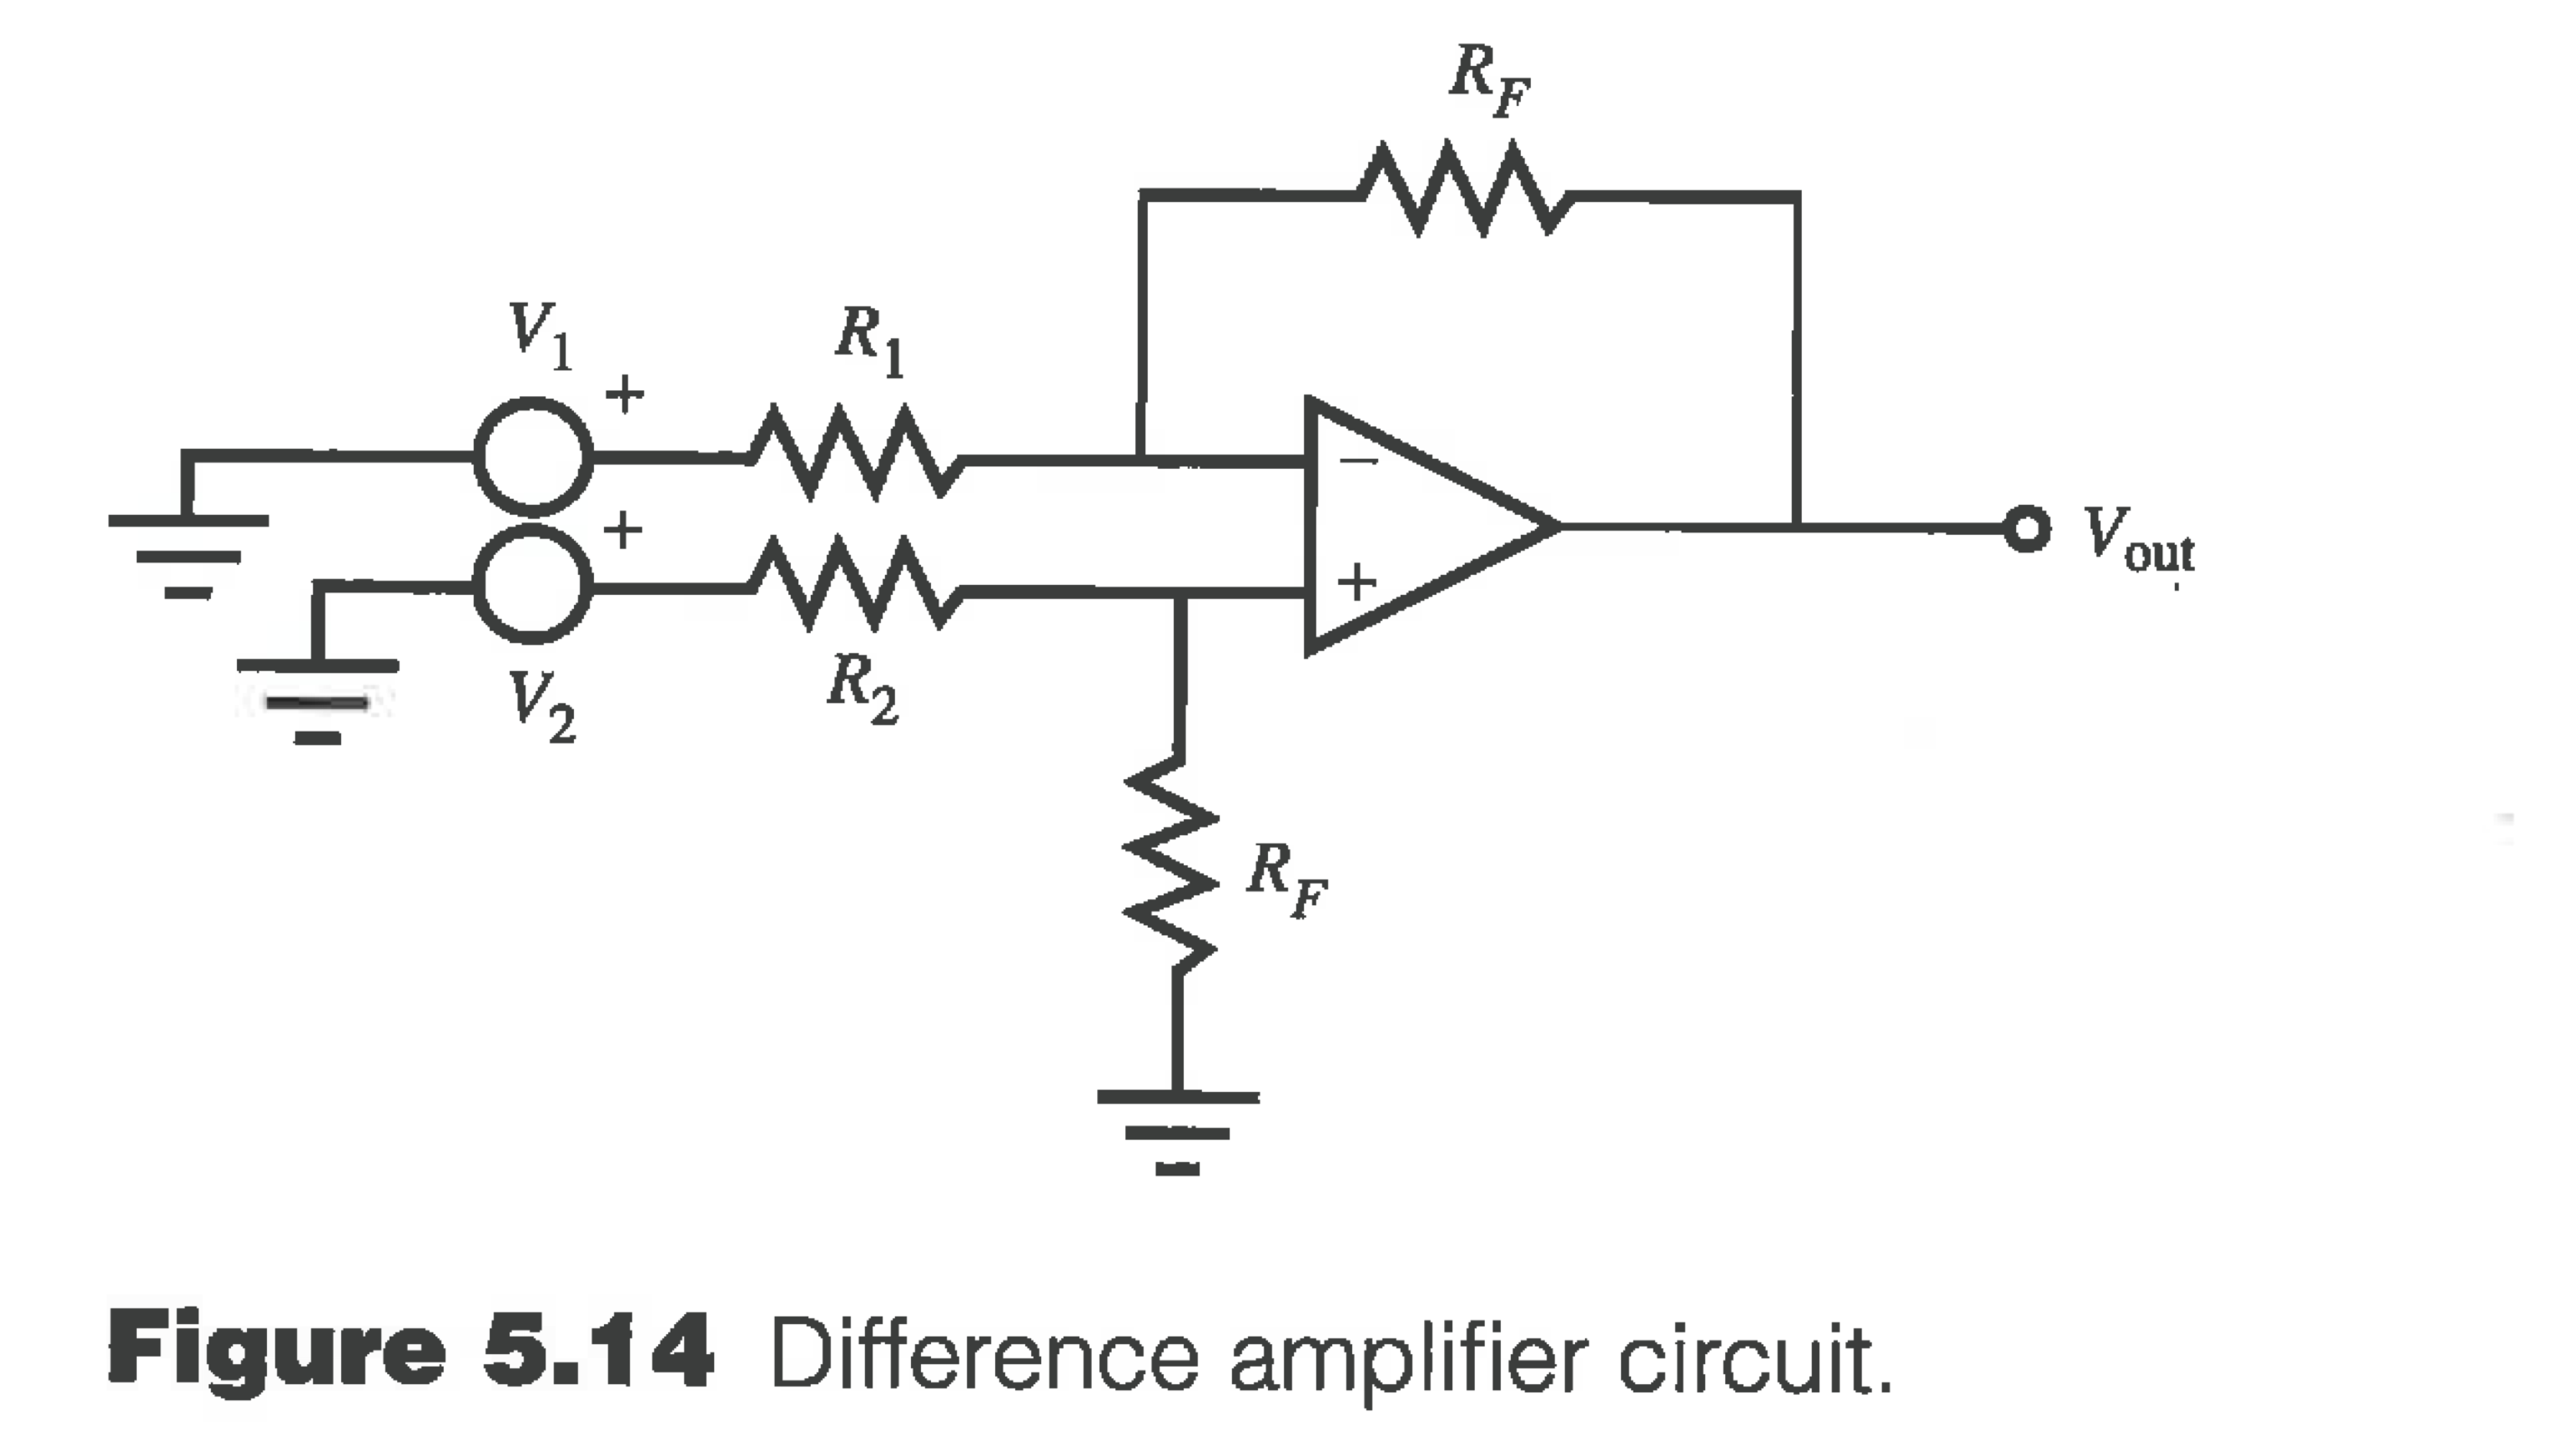 R_F
V_1
+
R_1
−
V_out
+
+
V_2
R_2
R_F
Figure 5.14 Difference amplifier circuit.